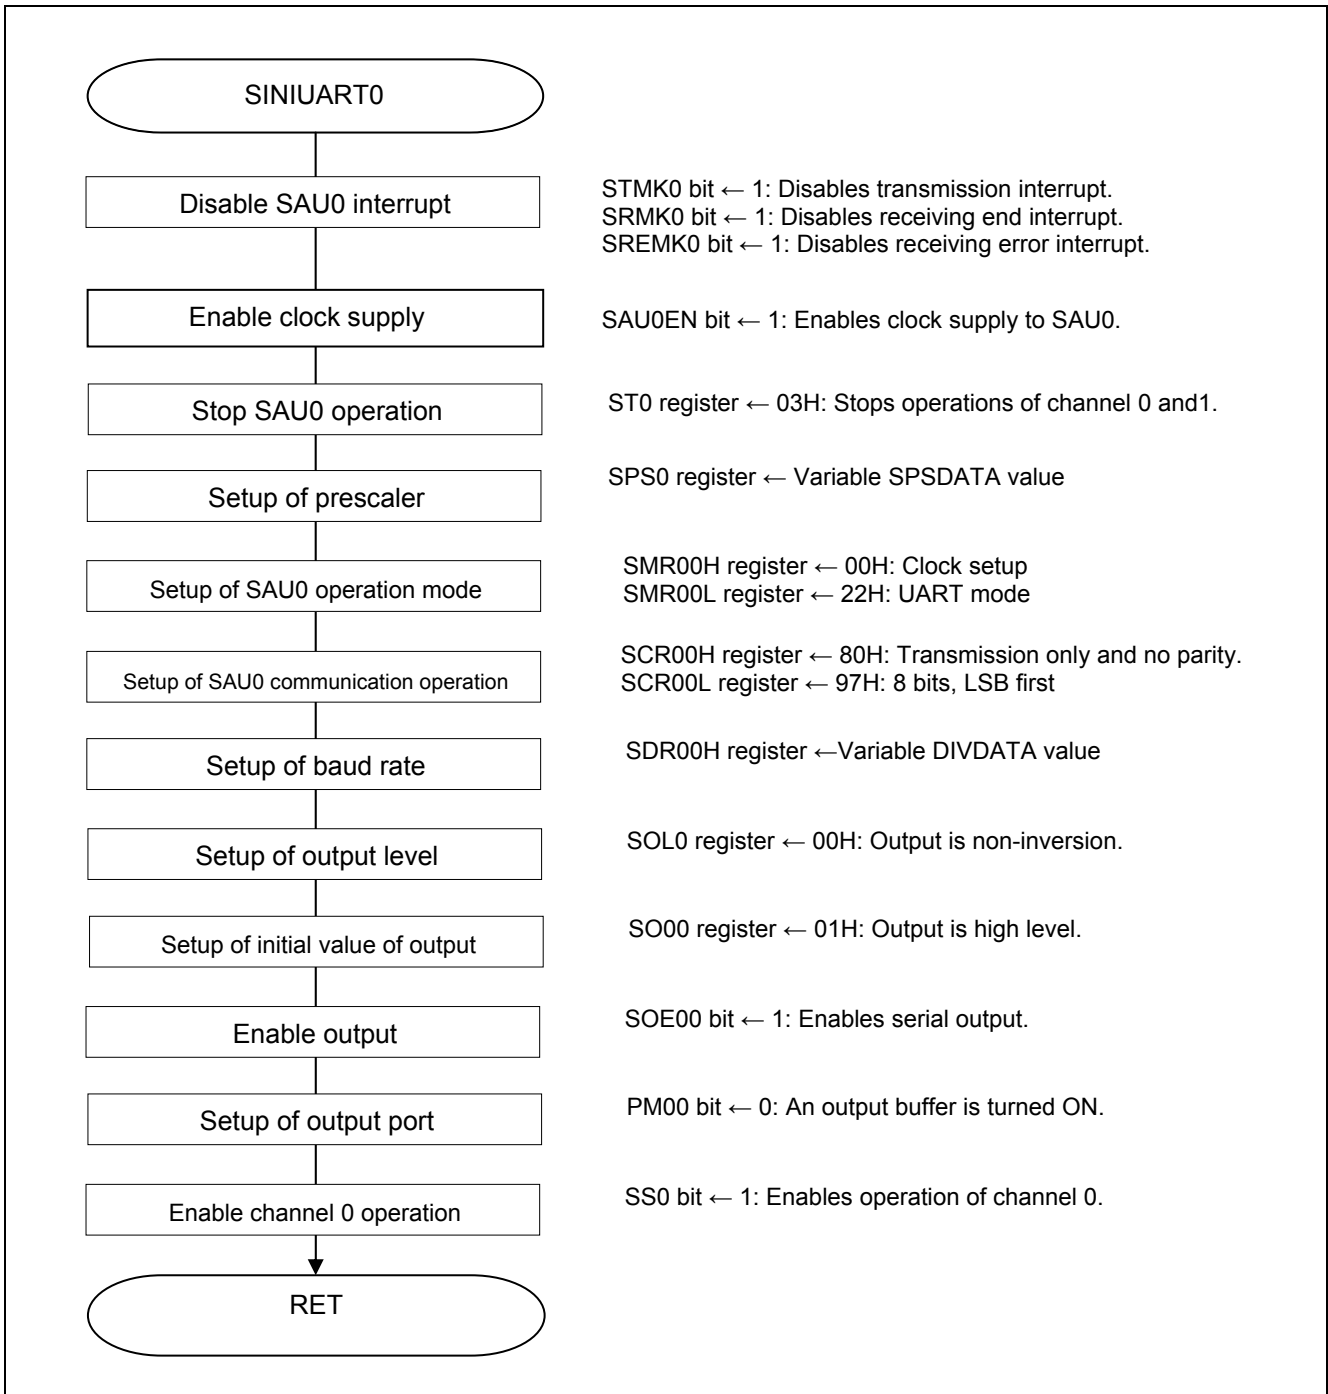 SINIUART0
Disable SAU0 interrupt
STMK0 bit ← 1: Disables transmission interrupt.
SRMK0 bit ← 1: Disables receiving end interrupt.
SREMK0 bit ← 1: Disables receiving error interrupt.
Enable clock supply
SAU0EN bit ← 1: Enables clock supply to SAU0.
Stop SAU0 operation
ST0 register ← 03H: Stops operations of channel 0 and1.
Setup of prescaler
SPS0 register ← Variable SPSDATA value
Setup of SAU0 operation mode
SMR00H register ← 00H: Clock setup
SMR00L register ← 22H: UART mode
Setup of SAU0 communication operation
SCR00H register ← 80H: Transmission only and no parity.
SCR00L register ← 97H: 8 bits, LSB first
Setup of baud rate
SDR00H register ←Variable DIVDATA value
Setup of output level
SOL0 register ← 00H: Output is non-inversion.
Setup of initial value of output
SO00 register ← 01H: Output is high level.
Enable output
SOE00 bit ← 1: Enables serial output.
Setup of output port
PM00 bit ← 0: An output buffer is turned ON.
Enable channel 0 operation
SS0 bit ← 1: Enables operation of channel 0.
RET